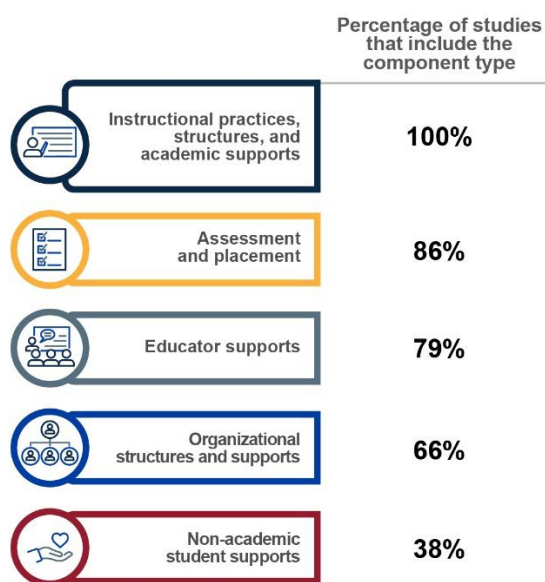 Percentage of studies
that include the
component type
Instructional practices,
structures, and
academic supports
100%
Assessment
and placement
86%
Educator supports
79%
Organizational
structures and supports
66%
Non-academic
student supports
38%